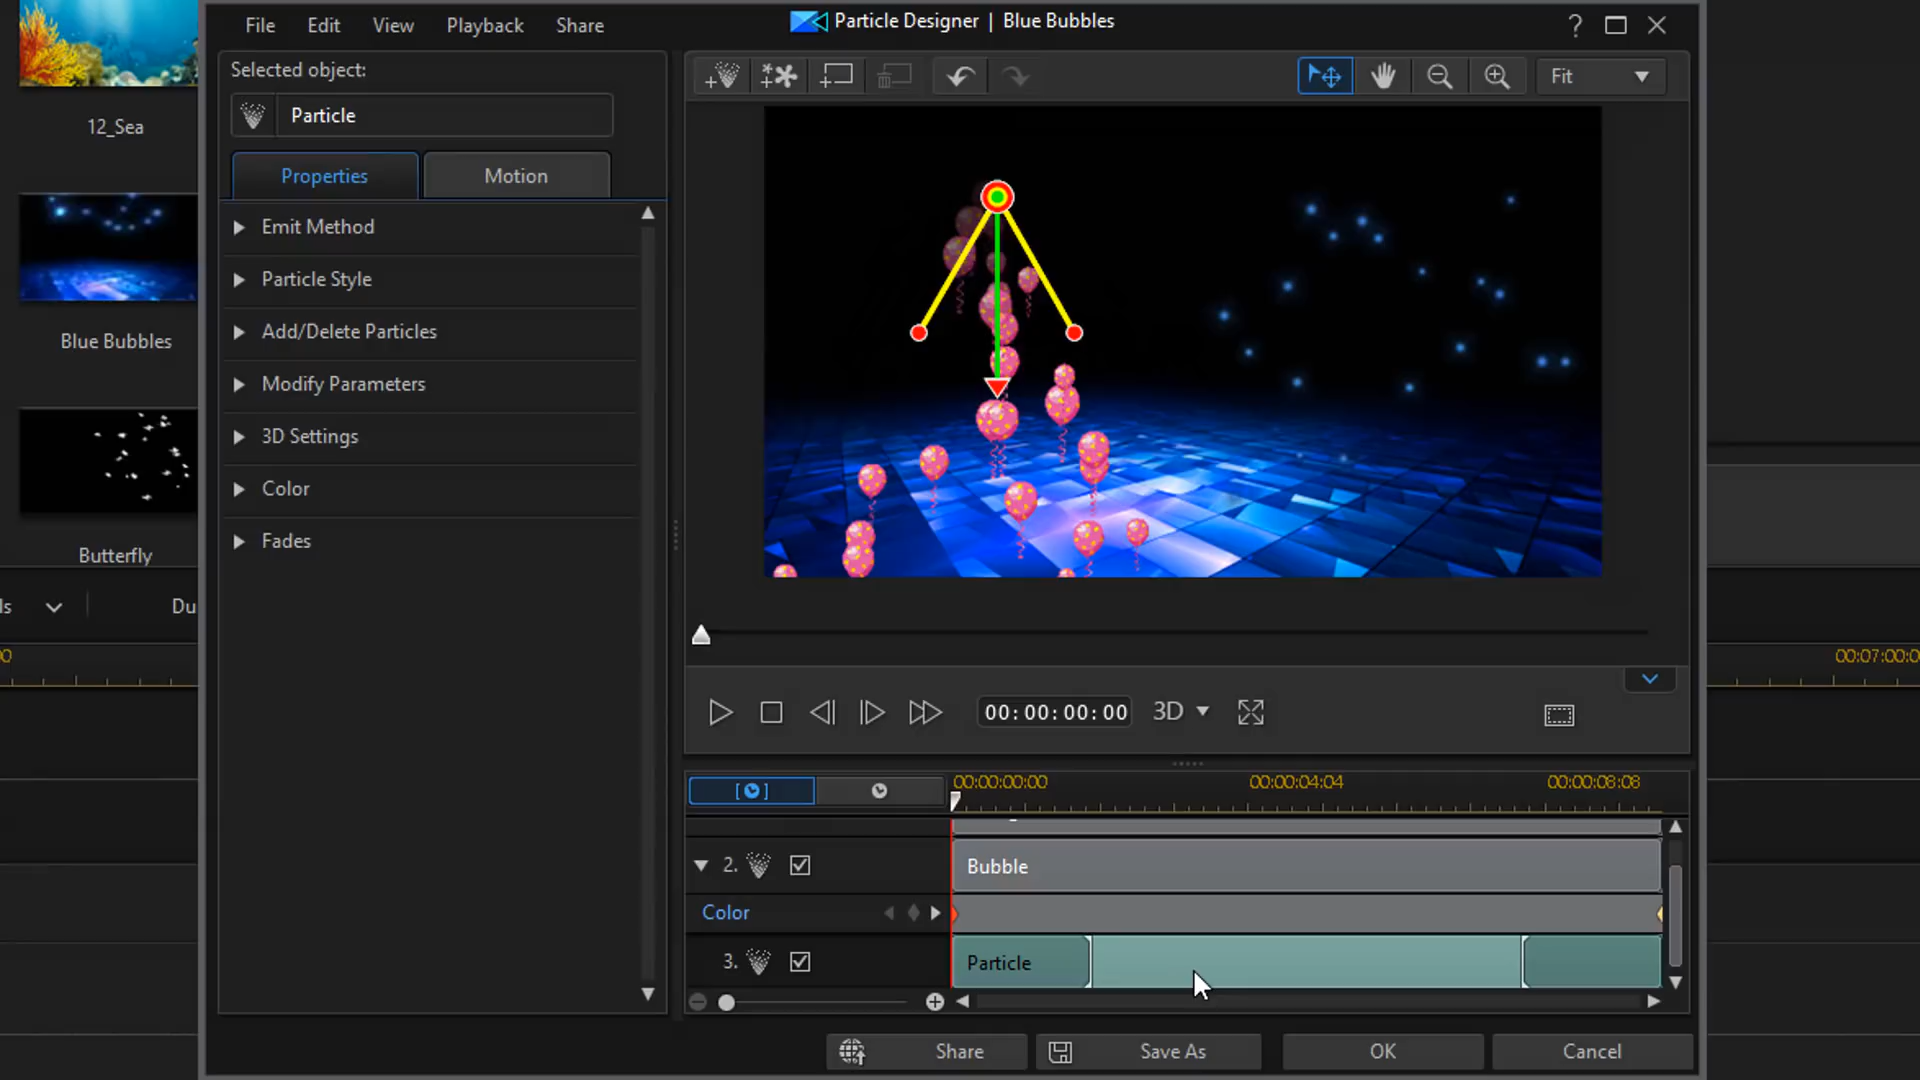 File Edit View Playback Share
Particle Designer | Blue Bubbles
?
Selected object:
Particle
Properties Motion
Emit Method
Particle Style
Add/Delete Particles
Modify Parameters
3D Settings
Color
Fades
Fit
12_Sea
Blue Bubbles
Butterfly
ls
Du
00:00:00:00
3D
00:07:00:0
00:00:00:00 00:00:04:04 00:00:08:08
2. Bubble
Color
3. Particle
Share Save As OK Cancel